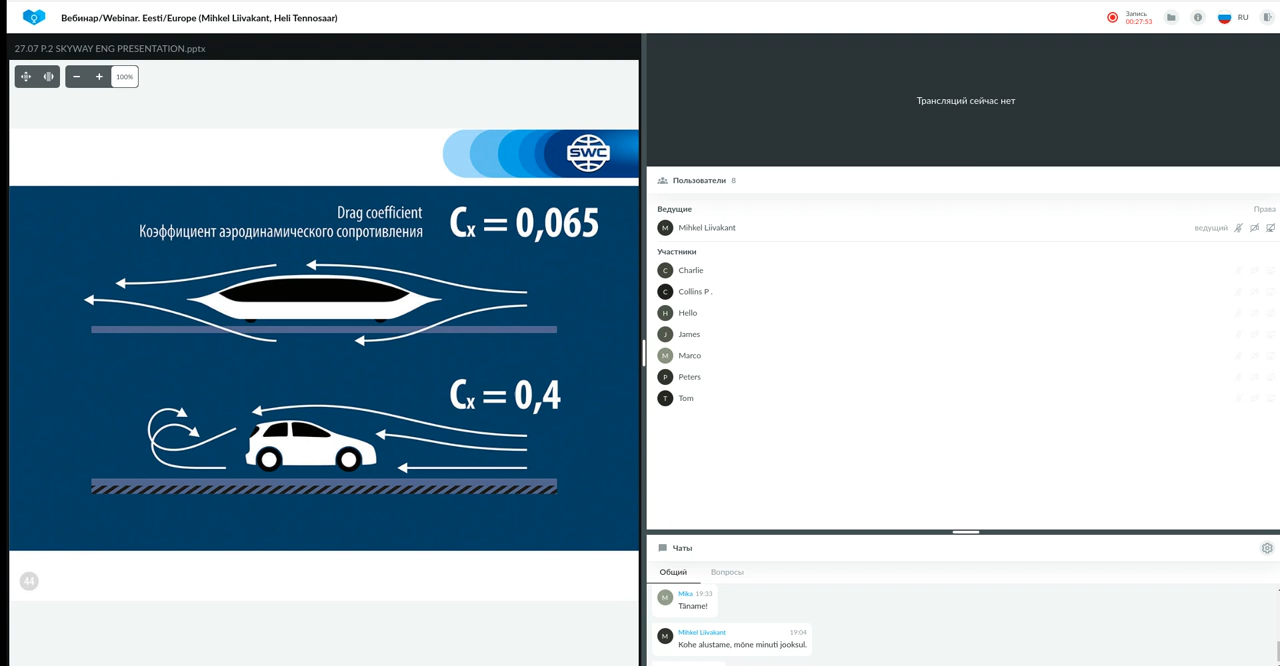 Вебинар/Webinar. Eesti/Europe (Mihkel Liivakant, Heli Tennosaar)
Запись
00:27:53
RU
27.07 P.2 SKYWAY ENG PRESENTATION.pptx
100%
SWC
Drag coefficient
Коэффициент аэродинамического сопротивления
Cx = 0,065
Cx = 0,4
44
Трансляций сейчас нет
Пользователи 8
Ведущие
Права
M Mihkel Liivakant
ведущий
Участники
C Charlie
C Collins P .
H Hello
J James
M Marco
P Peters
T Tom
Чаты
Общий
Вопросы
M
Mika 19:33
Täname!
M
Mihkel Liivakant 19:04
Kohe alustame, mõne minuti jooksul.